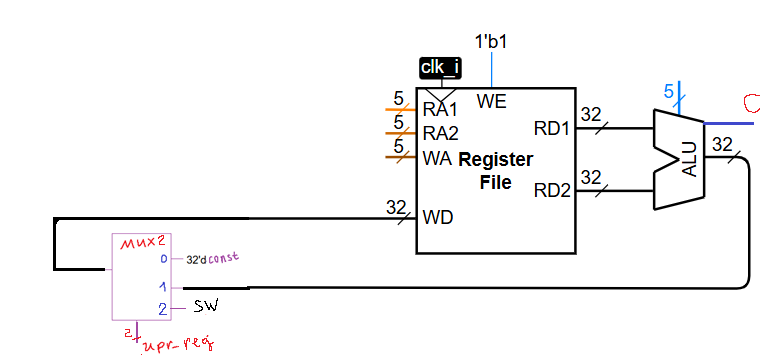 1'b1
clk_i
5 RA1 WE
5 RA2
5 WA
Register
File
RD1 32
RD2 32
32 WD
5
ALU
32
C
mux2
0 32'd const
1
2 SW
2
upr_reg